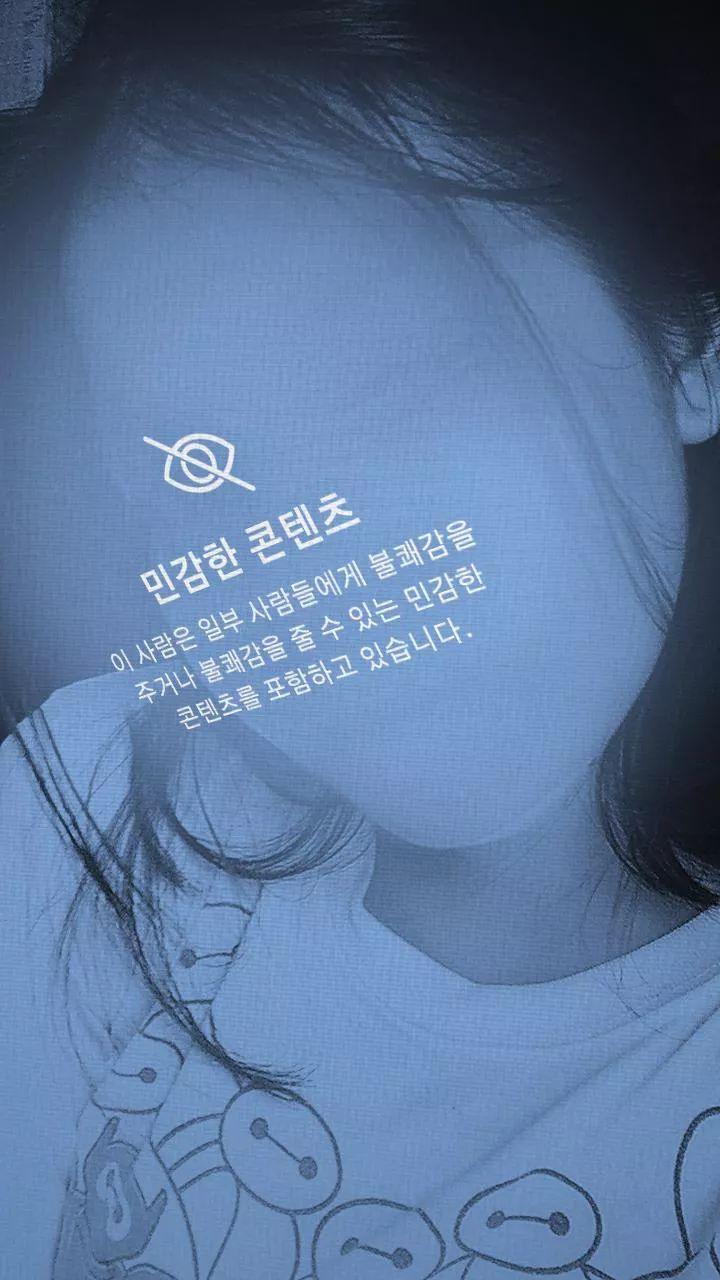 민감한 콘텐츠
이 사람은 일부 사람들에게 불쾌감을
주거나 불쾌감을 줄 수 있는 민감한
콘텐츠를 포함하고 있습니다.